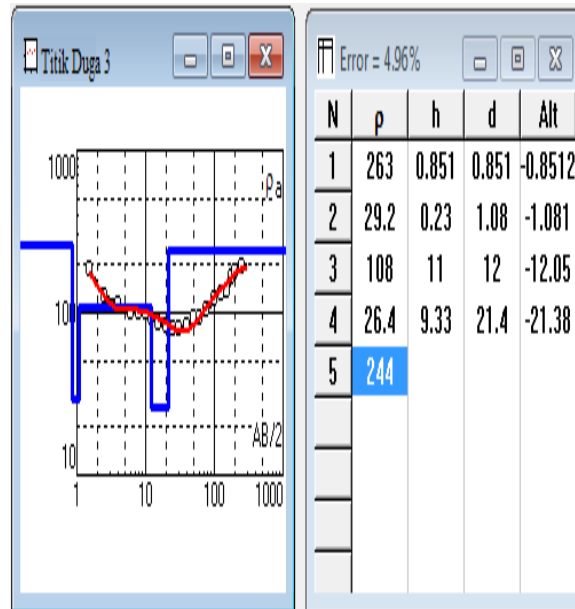 Titik Duga 3
1000
ρa
10
10
AB/2
1 10 100 1000
Error = 4.96%
N ρ h d Alt
1 263 0.851 0.851 -0.8512
2 29.2 0.23 1.08 -1.081
3 108 11 12 -12.05
4 26.4 9.33 21.4 -21.38
5 244